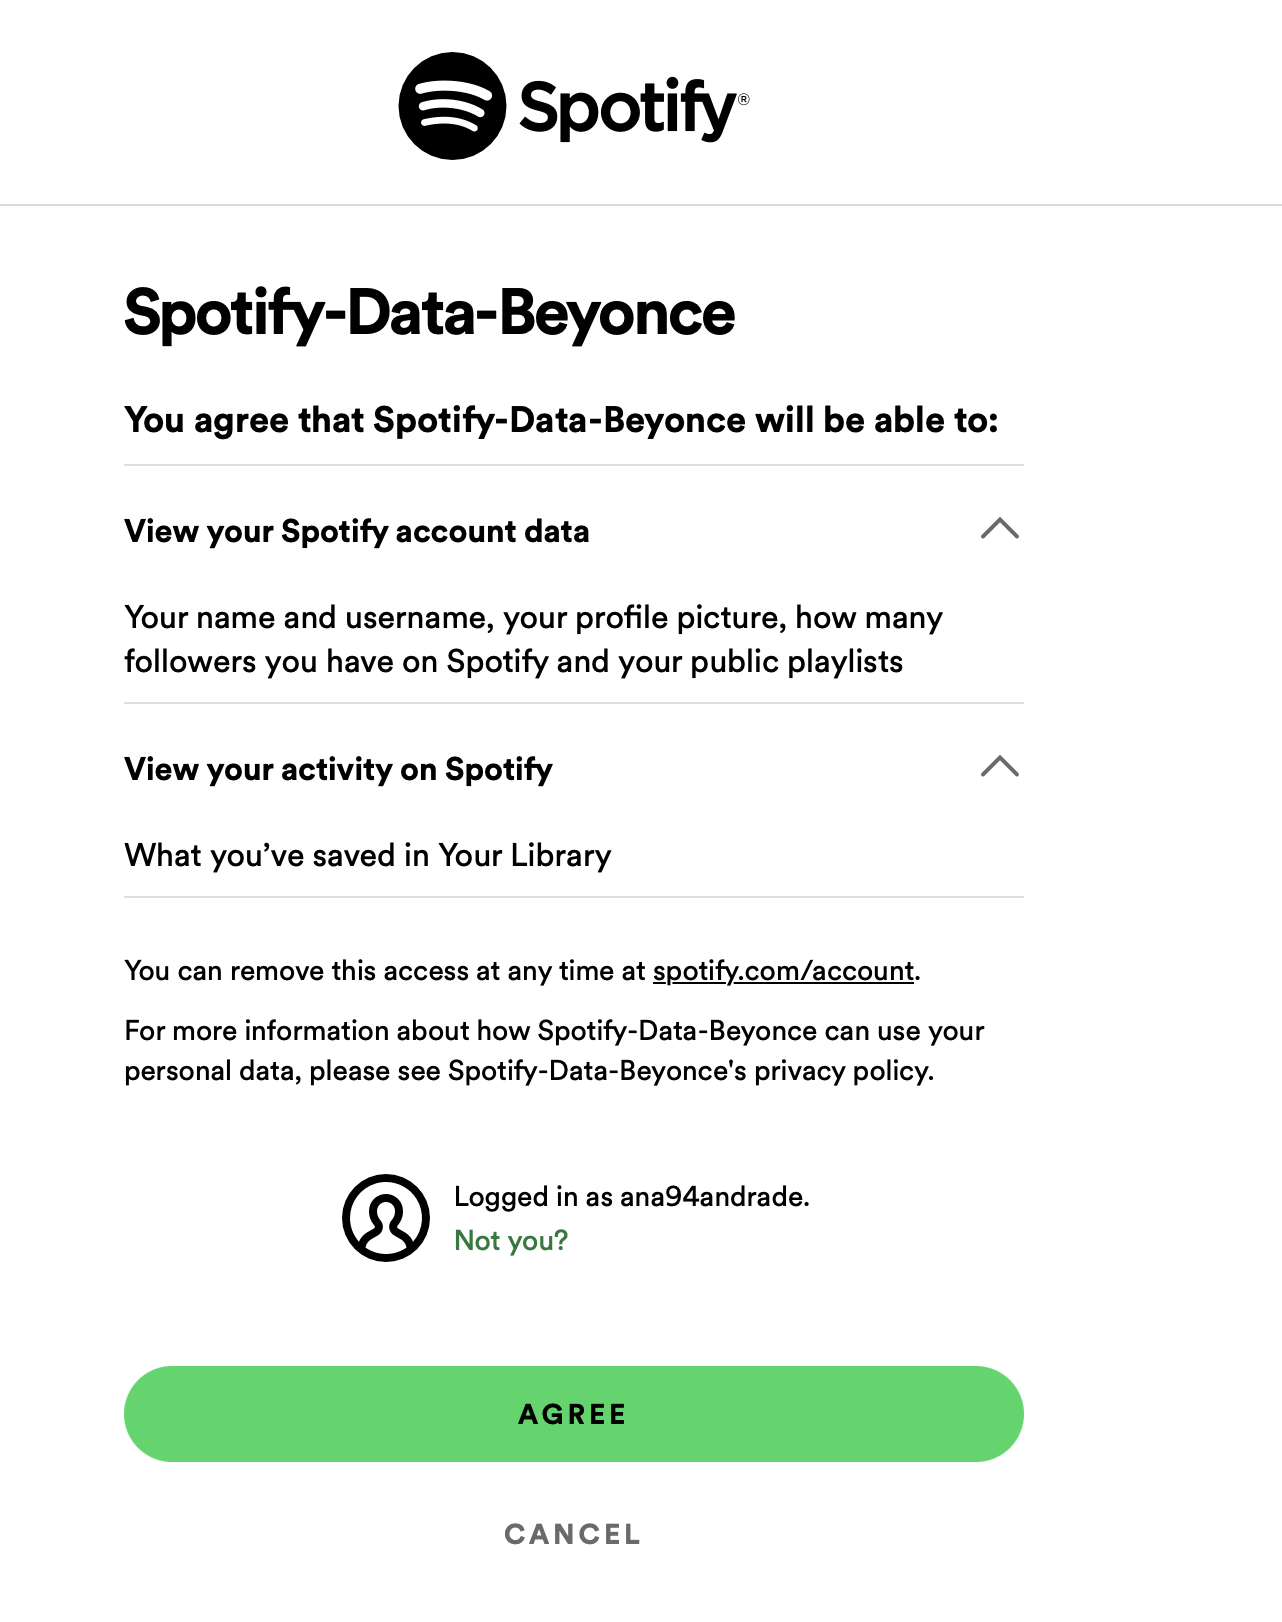 Spotify®
Spotify-Data-Beyonce
You agree that Spotify-Data-Beyonce will be able to:
View your Spotify account data
Your name and username, your profile picture, how many
followers you have on Spotify and your public playlists
View your activity on Spotify
What you’ve saved in Your Library
You can remove this access at any time at spotify.com/account.
For more information about how Spotify-Data-Beyonce can use your
personal data, please see Spotify-Data-Beyonce's privacy policy.
Logged in as ana94andrade.
Not you?
AGREE
CANCEL